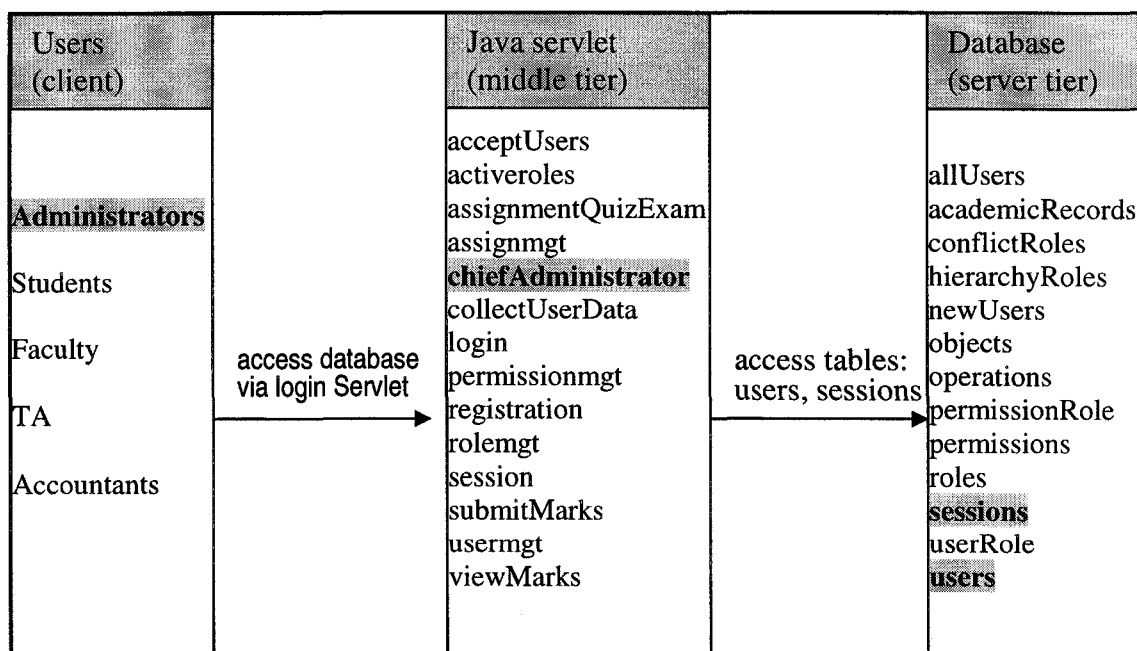 Users
(client)
Administrators
Students
Faculty
TA
Accountants
access database
via login Servlet
Java servlet
(middle tier)
acceptUsers
activeroles
assignmentQuizExam
assignmgt
chiefAdministrator
collectUserData
login
permissionmgt
registration
rolemgt
session
submitMarks
usermgt
viewMarks
access tables:
users, sessions
Database
(server tier)
allUsers
academicRecords
conflictRoles
hierarchyRoles
newUsers
objects
operations
permissionRole
permissions
roles
sessions
userRole
users